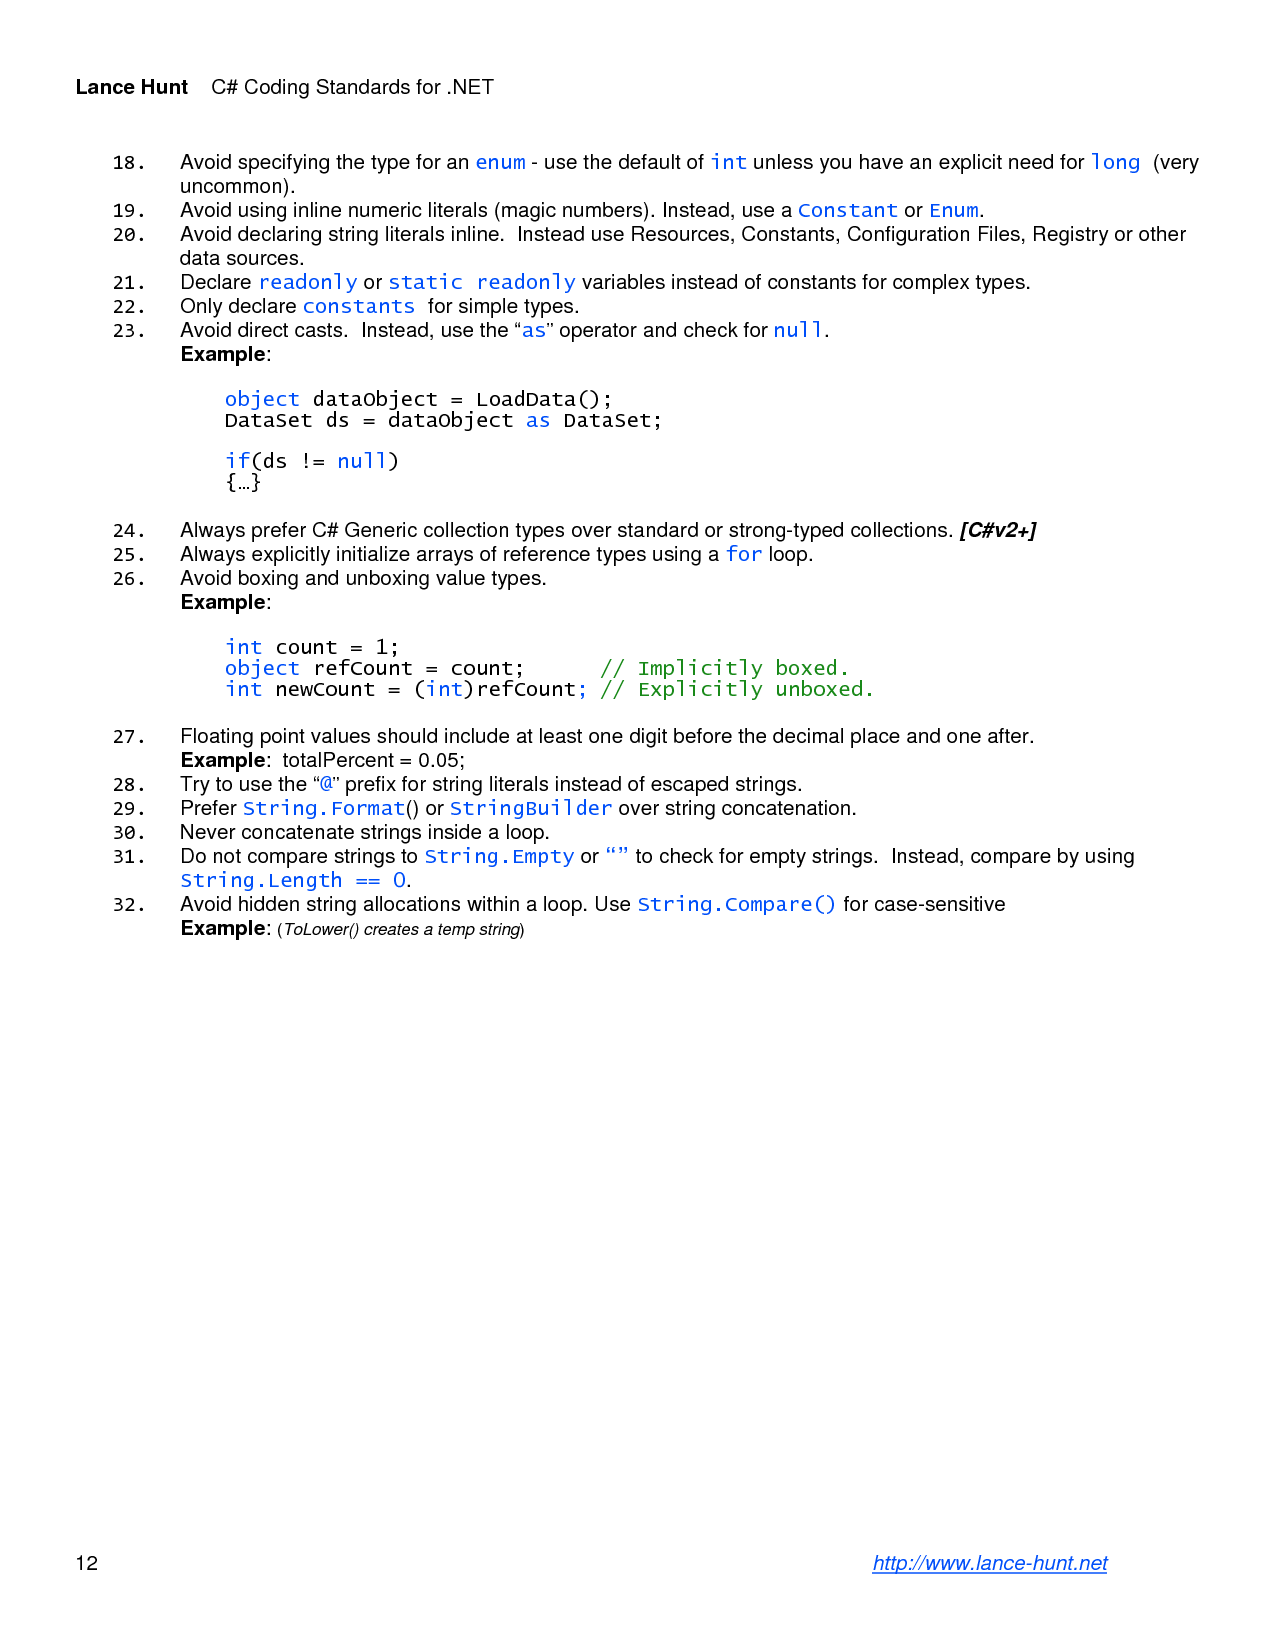 Lance Hunt    C# Coding Standards for .NET
18.    Avoid specifying the type for an enum - use the default of int unless you have an explicit need for long  (very
uncommon).
19.    Avoid using inline numeric literals (magic numbers). Instead, use a Constant or Enum.
20.    Avoid declaring string literals inline.  Instead use Resources, Constants, Configuration Files, Registry or other
data sources.
21.    Declare readonly or static readonly variables instead of constants for complex types.
22.    Only declare constants  for simple types.
23.    Avoid direct casts.  Instead, use the “as” operator and check for null.
Example:
object dataObject = LoadData();
DataSet ds = dataObject as DataSet;
if(ds != null)
{…}
24.    Always prefer C# Generic collection types over standard or strong-typed collections. [C#v2+]
25.    Always explicitly initialize arrays of reference types using a for loop.
26.    Avoid boxing and unboxing value types.
Example:
int count = 1;
object refCount = count;      // Implicitly boxed.
int newCount = (int)refCount; // Explicitly unboxed.
27.    Floating point values should include at least one digit before the decimal place and one after.
Example:  totalPercent = 0.05;
28.    Try to use the “@” prefix for string literals instead of escaped strings.
29.    Prefer String.Format() or StringBuilder over string concatenation.
30.    Never concatenate strings inside a loop.
31.    Do not compare strings to String.Empty or “” to check for empty strings.  Instead, compare by using
String.Length == 0.
32.    Avoid hidden string allocations within a loop. Use String.Compare() for case-sensitive
Example: (ToLower() creates a temp string)
12    http://www.lance-hunt.net